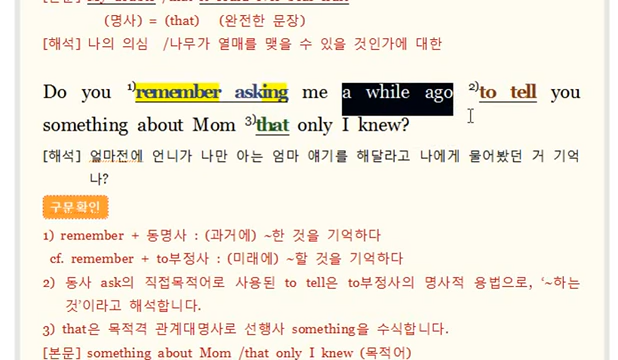 (명사) = (that) (완전한 문장)
[해석] 나의 의심 /나무가 열매를 맺을 수 있을 것인가에 대한
Do you 1)remember asking me a while ago 2)to tell you
something about Mom 3)that only I knew?
[해석] 얼마전에 언니가 나만 아는 엄마 얘기를 해달라고 나에게 물어봤던 거 기억
나?
구문확인
1) remember + 동명사 : (과거에) ~한 것을 기억하다
cf. remember + to부정사 : (미래에) ~할 것을 기억하다
2) 동사 ask의 직접목적어로 사용된 to tell은 to부정사의 명사적 용법으로, '~하는
것'이라고 해석합니다.
3) that은 목적격 관계대명사로 선행사 something을 수식합니다.
[본문] something about Mom /that only I knew (목적어)